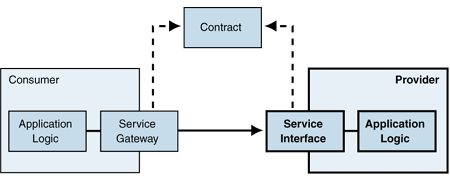 Contract
Consumer
Provider
Application
Logic
Service
Gateway
Service
Interface
Application
Logic